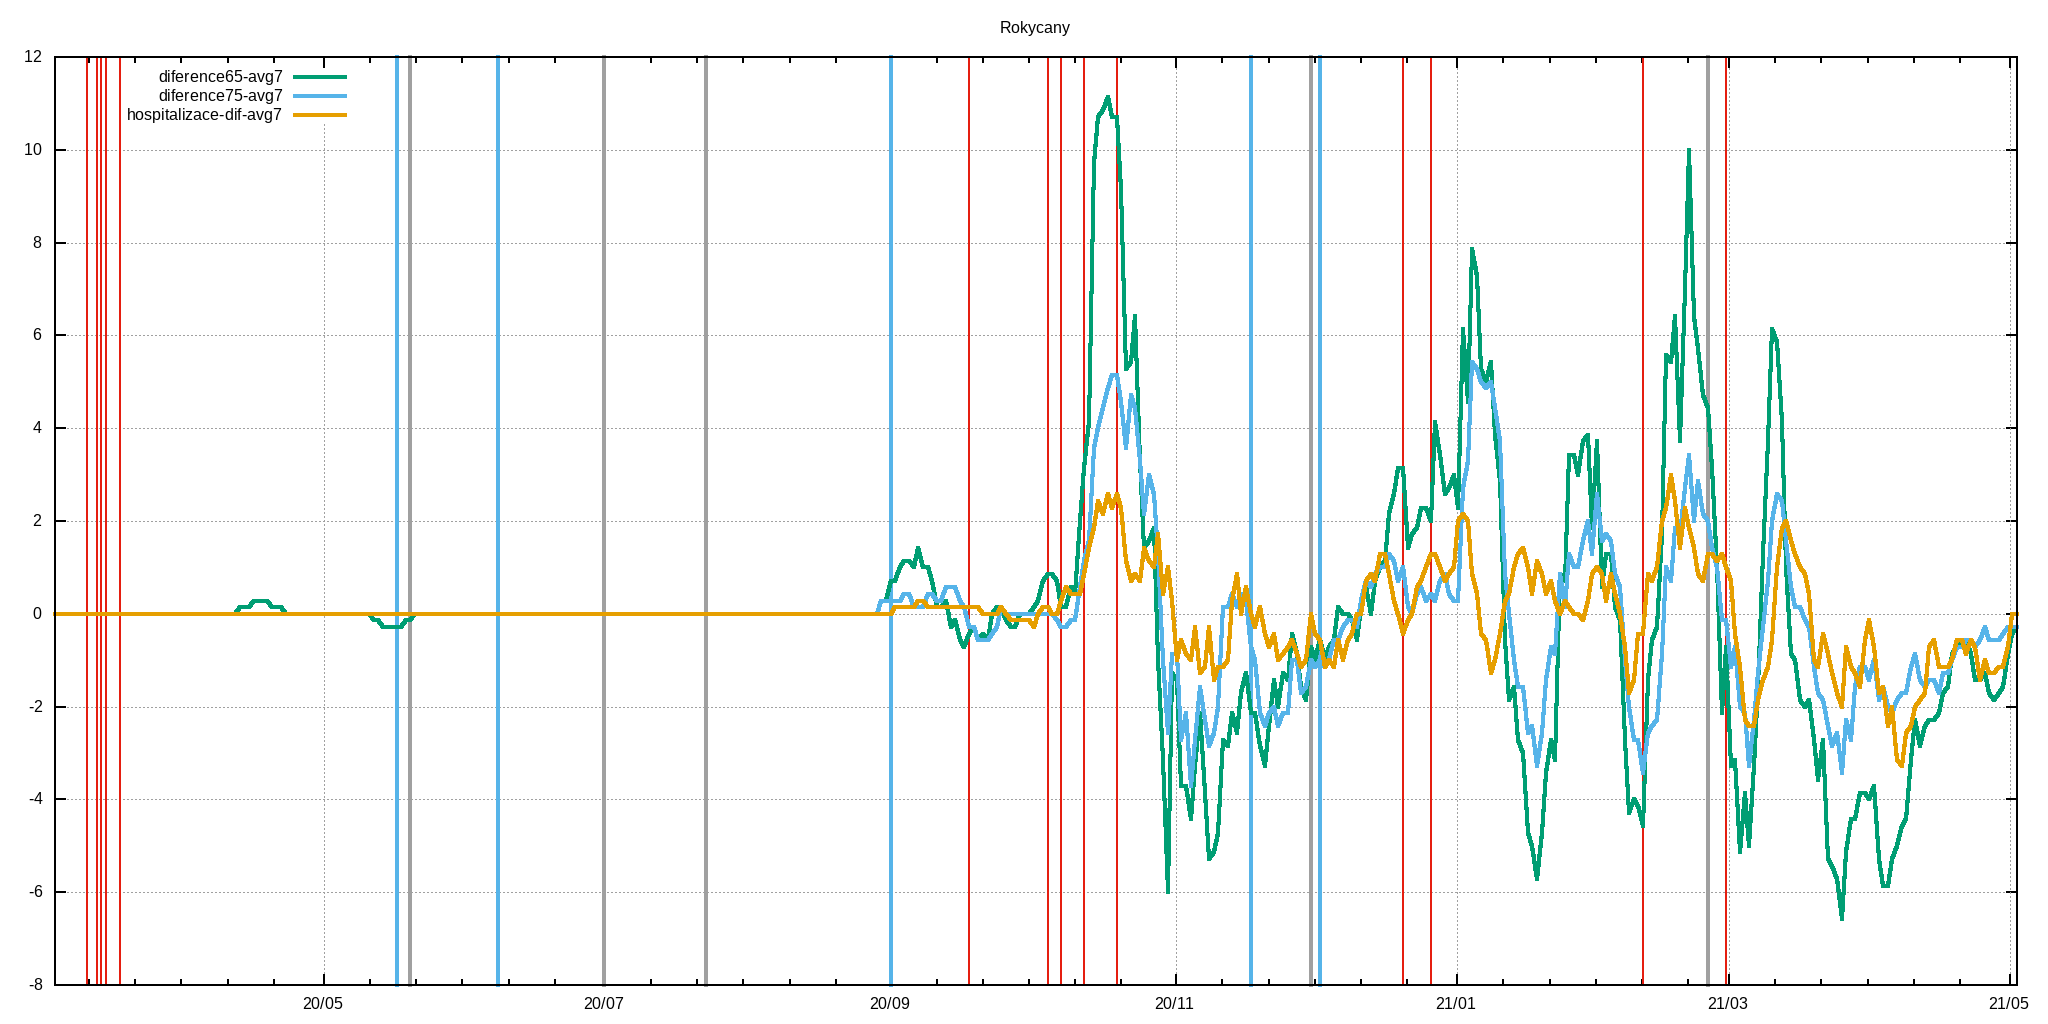 Rokycany
12
diference65-avg7
diference75-avg7
hospitalizace-dif-avg7
10
8
6
4
2
0
-2
-4
-6
-8
20/05 20/07 20/09 20/11 21/01 21/03 21/05